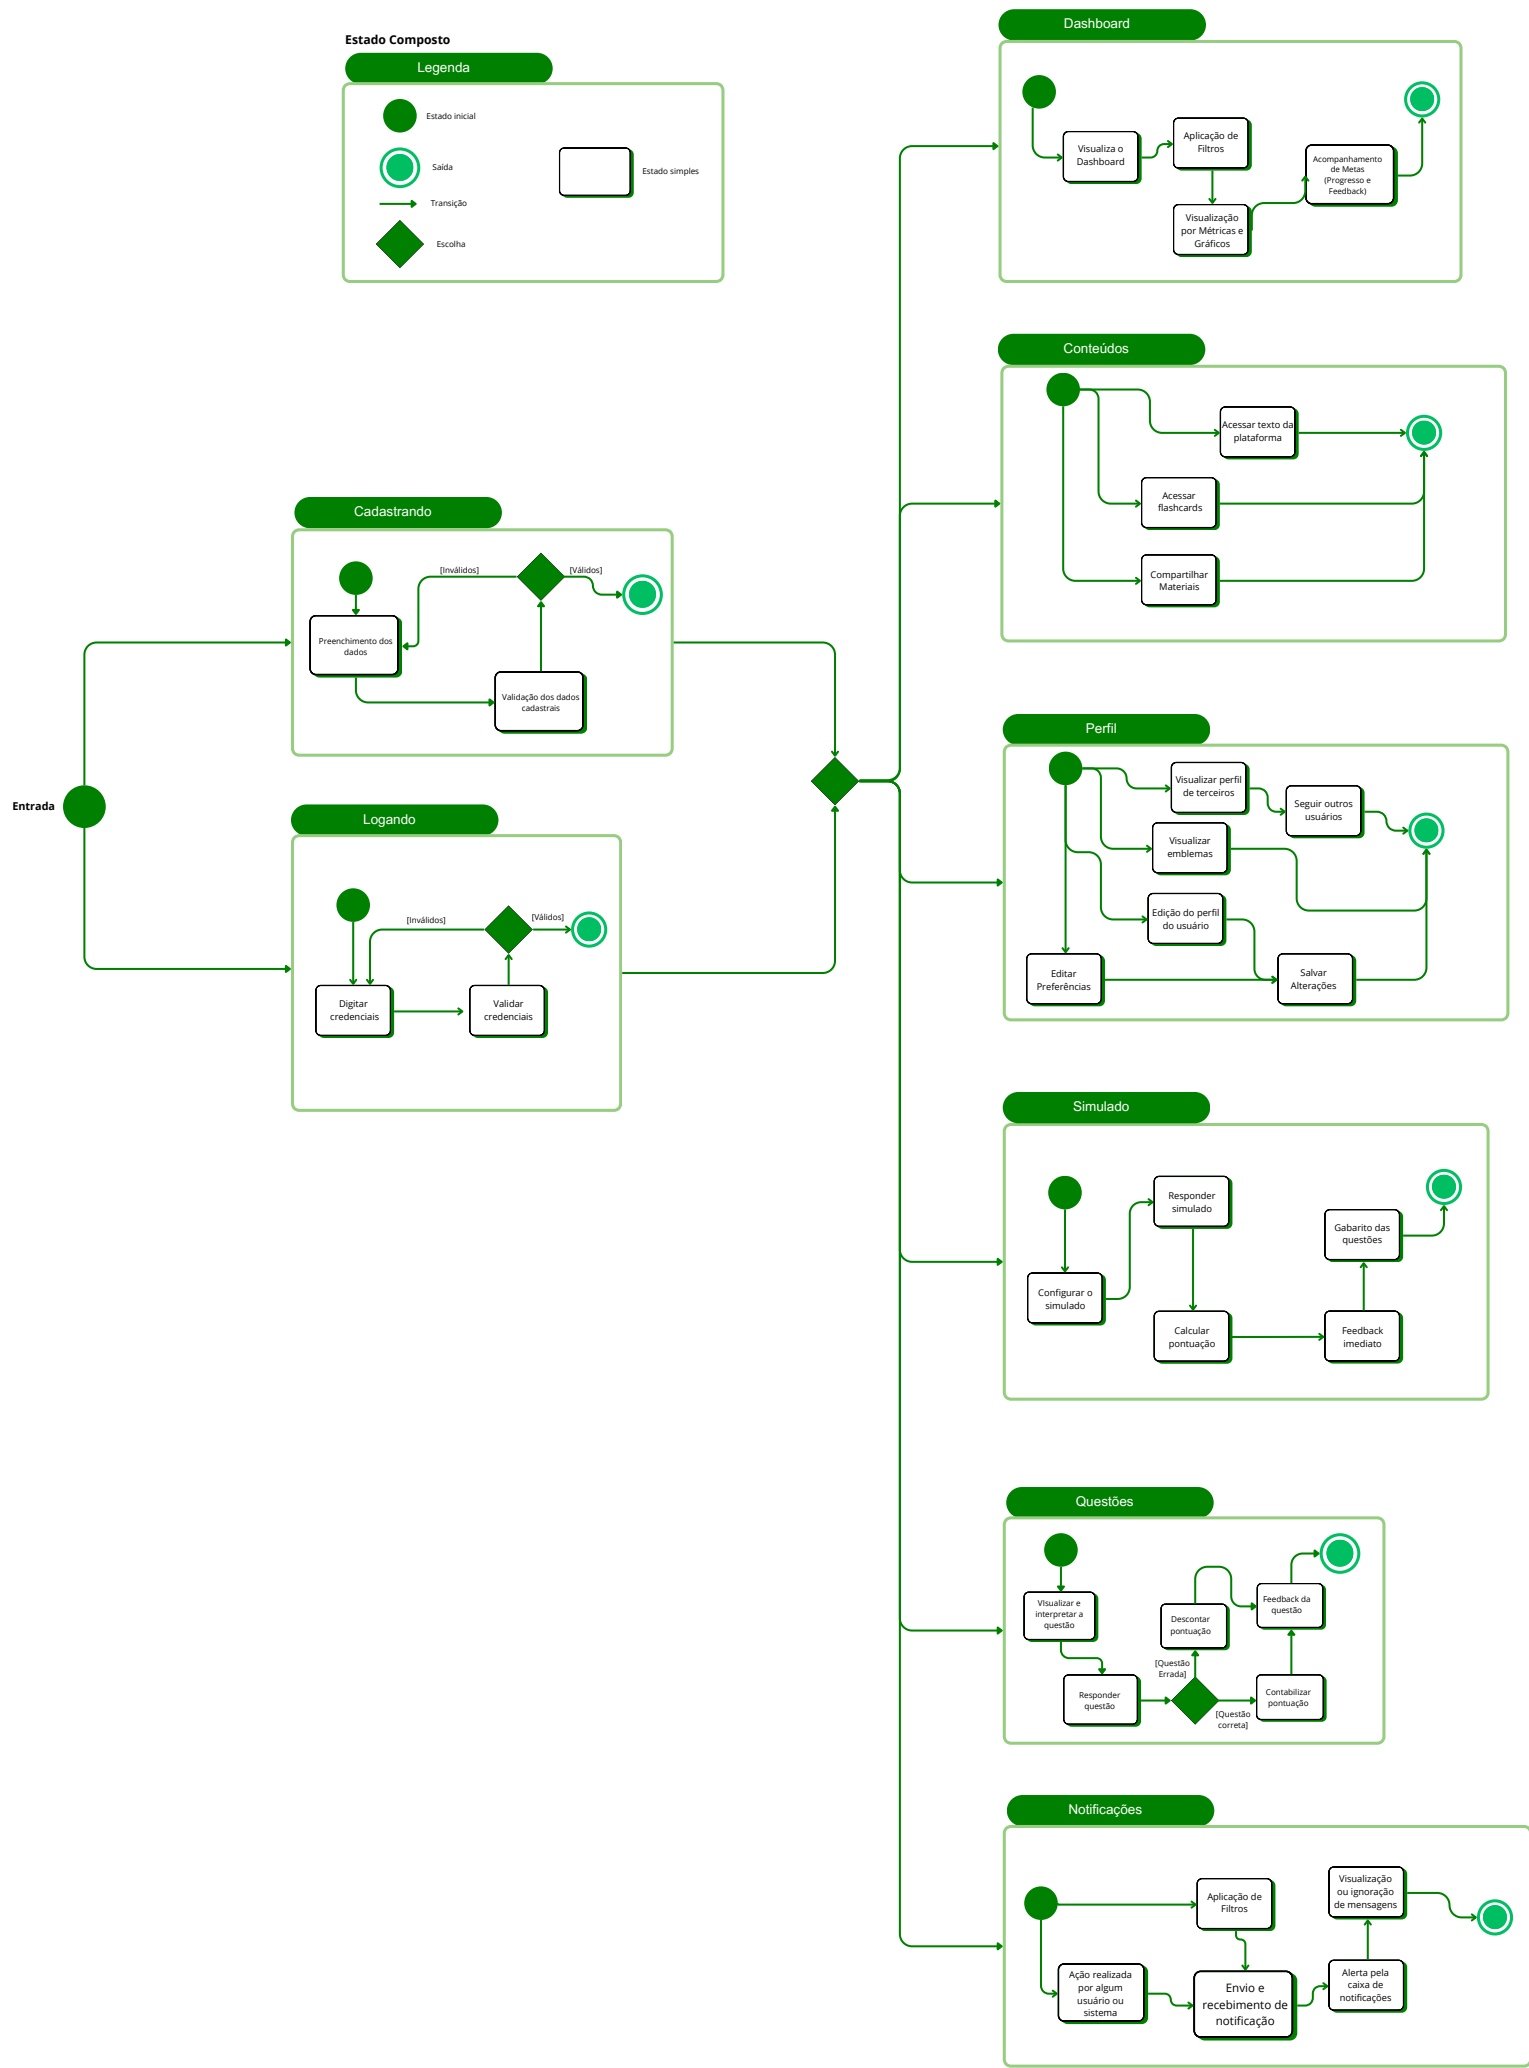 Estado Composto
Legenda
Estado inicial
Saída
Estado simples
Transição
Escolha
Dashboard
Visualiza o
Dashboard
Aplicação de
Filtros
Visualização
por Métricas e
Gráficos
Acompanhamento
de Metas
(Progresso e
Feedback)
Conteúdos
Acessar texto da
plataforma
Acessar
flashcards
Compartilhar
Materiais
Cadastrando
[Inválidos]
[Válidos]
Preenchimento dos
dados
Validação dos dados
cadastrais
Entrada
Logando
[Inválidos]
[Válidos]
Digitar
credenciais
Validar
credenciais
Perfil
Visualizar perfil
de terceiros
Seguir outros
usuários
Visualizar
emblemas
Edição do perfil
do usuário
Editar
Preferências
Salvar
Alterações
Simulado
Responder
simulado
Configurar o
simulado
Calcular
pontuação
Feedback
imediato
Gabarito das
questões
Questões
VIsualizar e
interpretar a
questão
Responder
questão
[Questão
Errada]
Descontar
pontuação
[Questão
correta]
Contabilizar
pontuação
Feedback da
questão
Notificações
Aplicação de
Filtros
Ação realizada
por algum
usuário ou
sistema
Envio e
recebimento de
notificação
Alerta pela
caixa de
notificações
Visualização
ou ignoração
de mensagens